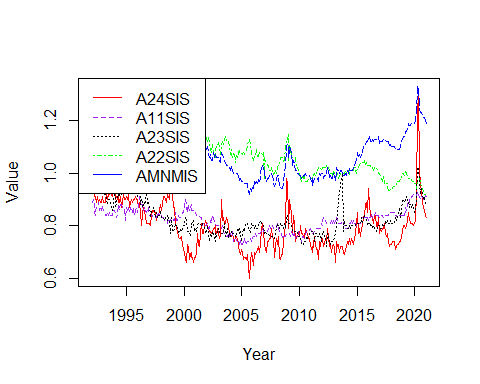 A24SIS
A11SIS
A23SIS
A22SIS
AMNMIS
Value
0.6
0.8
1.0
1.2
1995
2000
2005
2010
2015
2020
Year